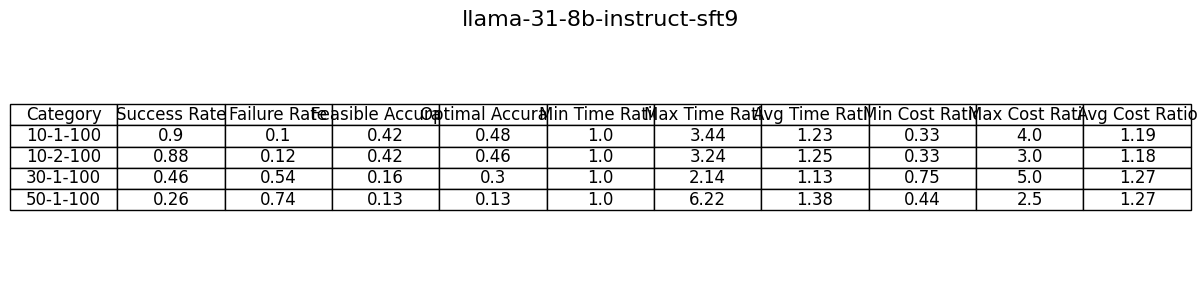 llama-31-8b-instruct-sft9
Category Success Rate Failure Rate Feasible Accura Optimal Accura Min Time Rati Max Time Rati Avg Time Rati Min Cost Rati Max Cost Rati Avg Cost Ratio
10-1-100 0.9 0.1 0.42 0.48 1.0 3.44 1.23 0.33 4.0 1.19
10-2-100 0.88 0.12 0.42 0.46 1.0 3.24 1.25 0.33 3.0 1.18
30-1-100 0.46 0.54 0.16 0.3 1.0 2.14 1.13 0.75 5.0 1.27
50-1-100 0.26 0.74 0.13 0.13 1.0 6.22 1.38 0.44 2.5 1.27